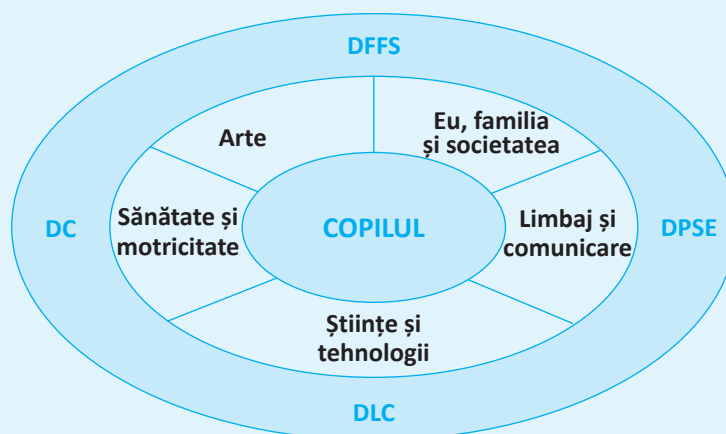 DFFS
Arte
Eu, familia
și societatea
DC
Sănătate și
motricitate
COPILUL
Limbaj și
comunicare
DPSE
Științe și
tehnologii
DLC